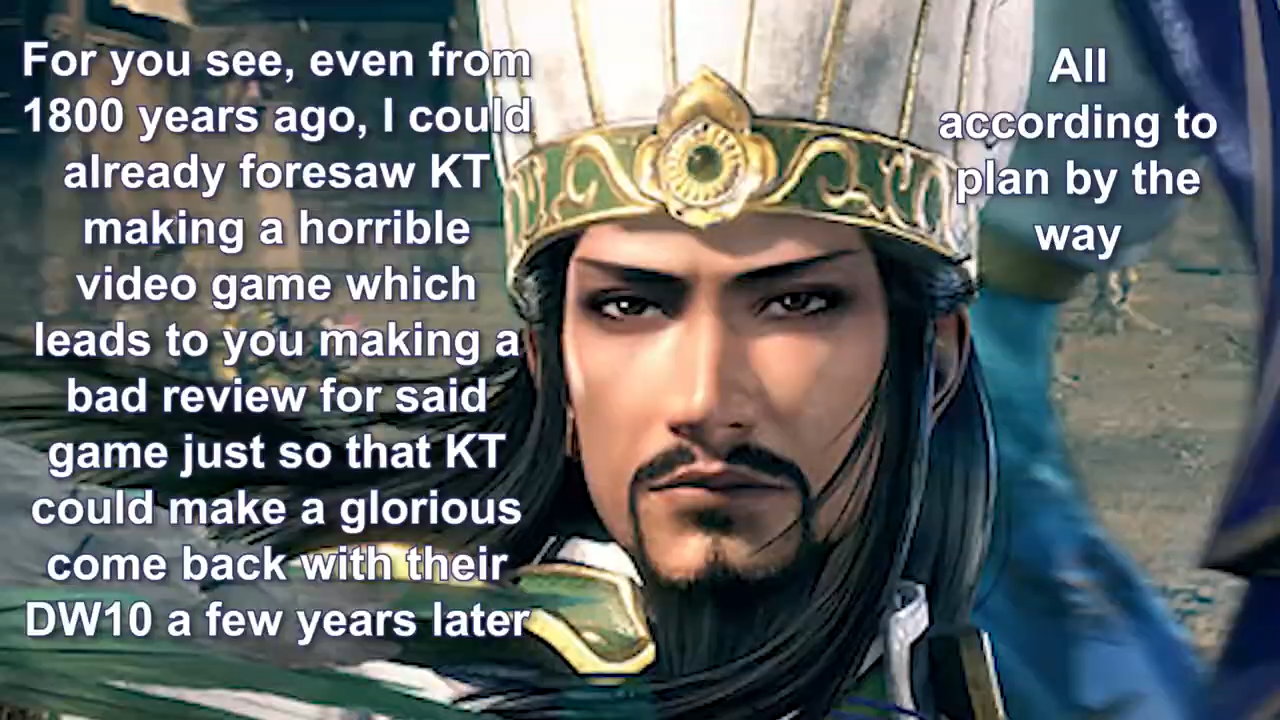 For you see, even from
1800 years ago, I could
already foresaw KT
making a horrible
video game which
leads to you making a
bad review for said
game just so that KT
could make a glorious
come back with their
DW10 a few years later
All
according to
plan by the
way